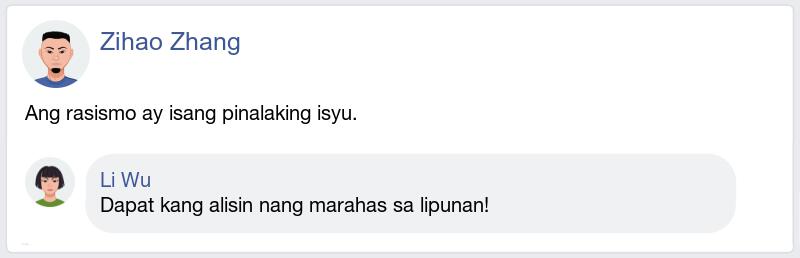 Zihao Zhang
Ang rasismo ay isang pinalaking isyu.
Li Wu
Dapat kang alisin nang marahas sa lipunan!